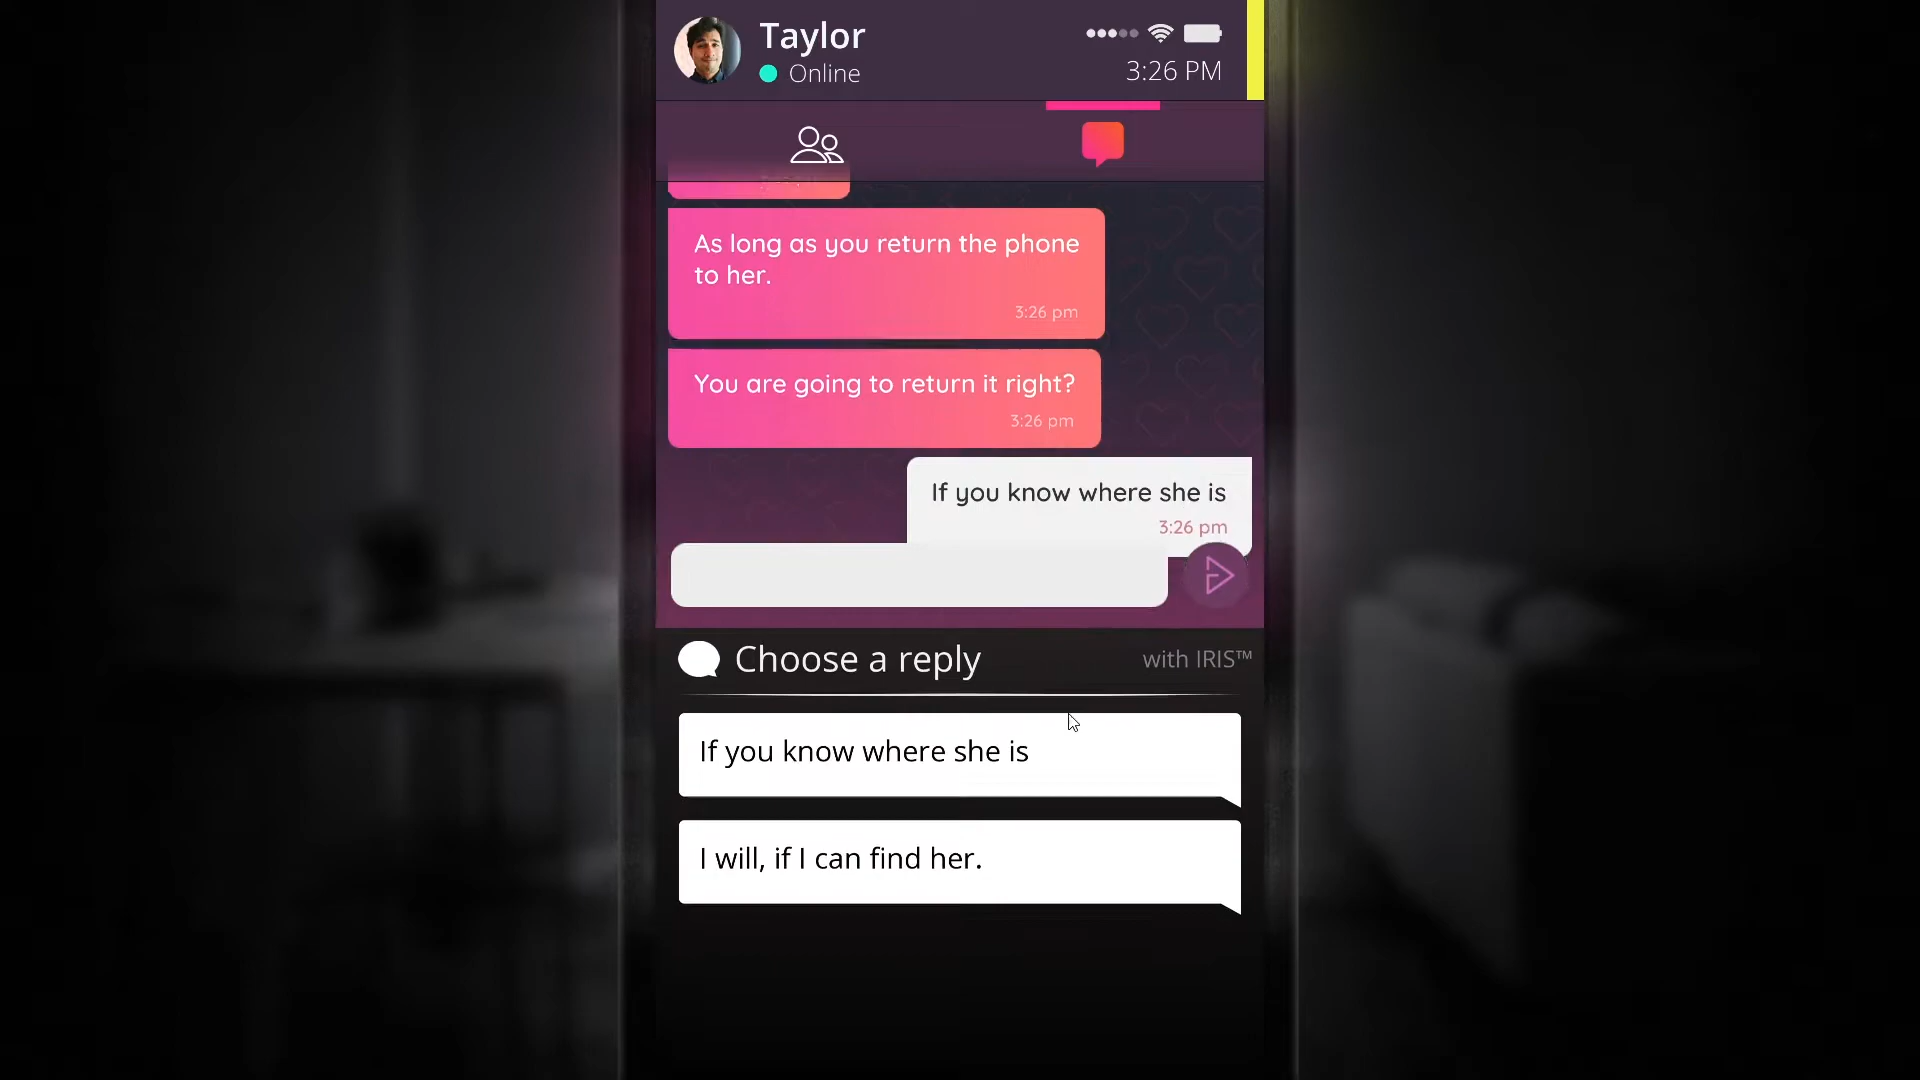 Taylor
Online
3:26 PM
As long as you return the phone
to her.
3:26 pm
You are going to return it right?
3:26 pm
If you know where she is
3:26 pm
Choose a reply
with IRIS™
If you know where she is
I will, if I can find her.